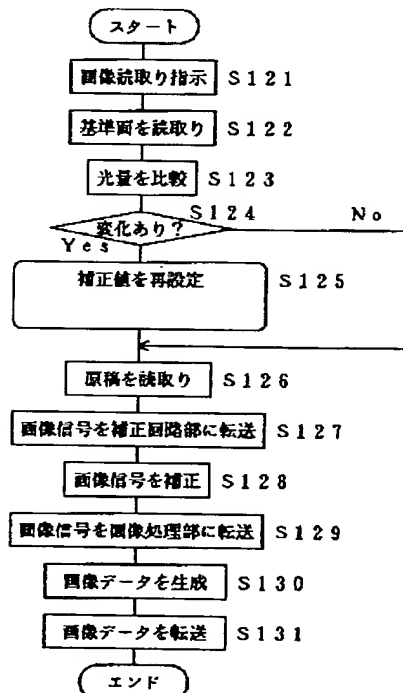 スタート
画像読取り指示 S121
基準面を読取り S122
光量を比較 S123
S124
変化あり? No
Yes
補正値を再設定 S125
原稿を読取り S126
画像信号を補正回路部に転送 S127
画像信号を補正 S128
画像信号を画像処理部に転送 S129
画像データを生成 S130
画像データを転送 S131
エンド